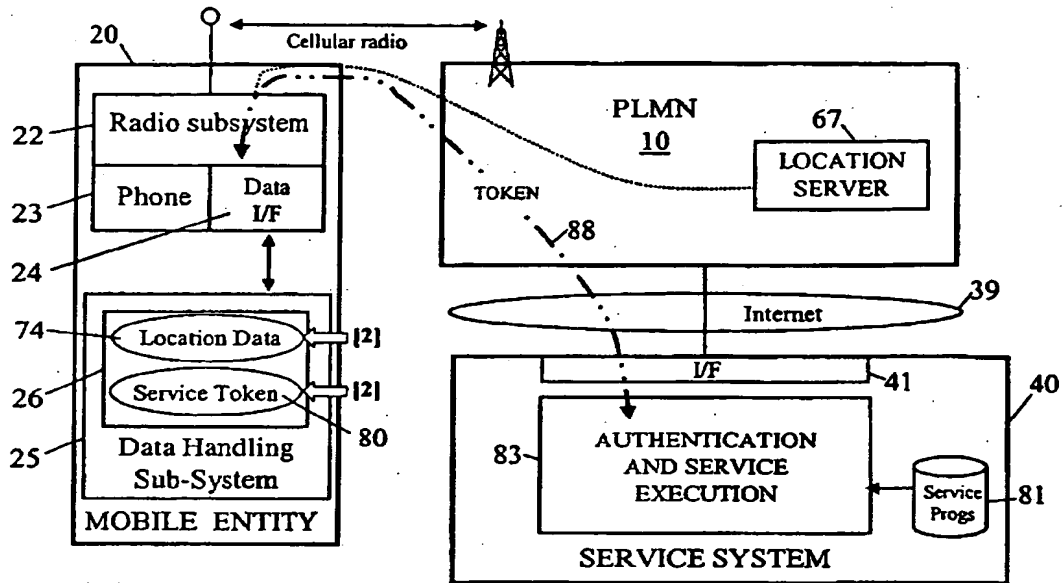 20
Cellular radio
22
Radio subsystem
PLMN
10
67
LOCATION
SERVER
23
Phone
Data
I/F
TOKEN
88
24
39
Internet
74
Location Data
[2]
26
Service Token
[2]
80
25
Data Handling
Sub-System
MOBILE ENTITY
I/F
41
40
83
AUTHENTICATION
AND SERVICE
EXECUTION
Service
Progs
81
SERVICE SYSTEM